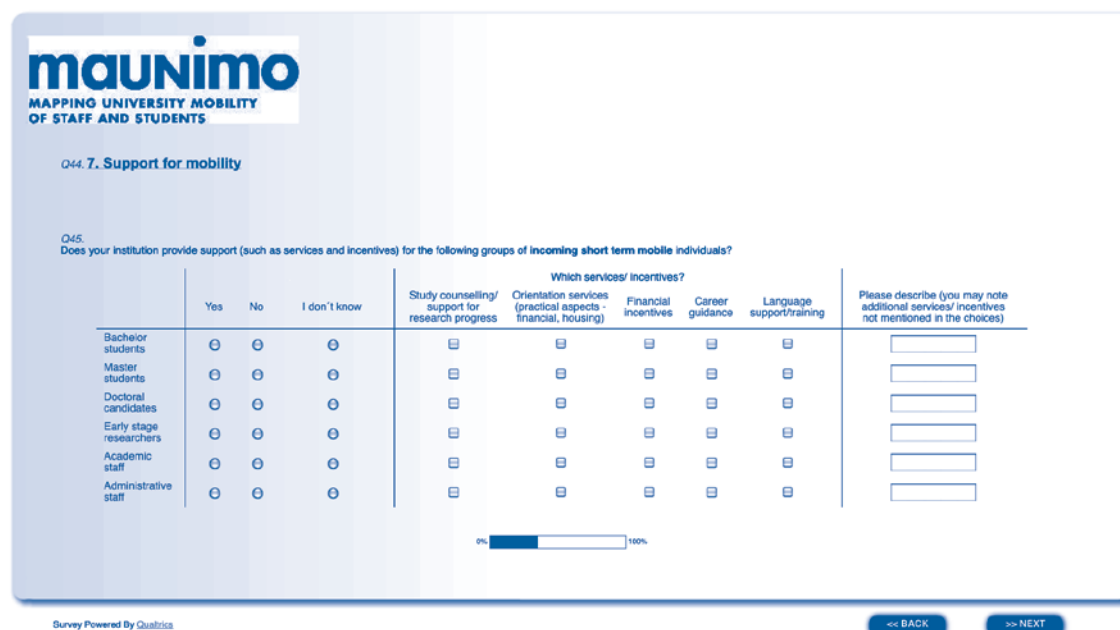 maunimo
MAPPING UNIVERSITY MOBILITY
OF STAFF AND STUDENTS
Q44. 7. Support for mobility
Q45.
Does your institution provide support (such as services and incentives) for the following groups of incoming short term mobile individuals?
Which services/ incentives?
Yes
No
I don´t know
Study counselling/
support for
research progress
Orientation services
(practical aspects -
financial, housing)
Financial
incentives
Career
guidance
Language
support/training
Please describe (you may note
additional services/ incentives
not mentioned in the choices)
Bachelor
students
Master
students
Doctoral
candidates
Early stage
researchers
Academic
staff
Administrative
staff
0% 100%
Survey Powered By Qualtrics
<< BACK
>> NEXT